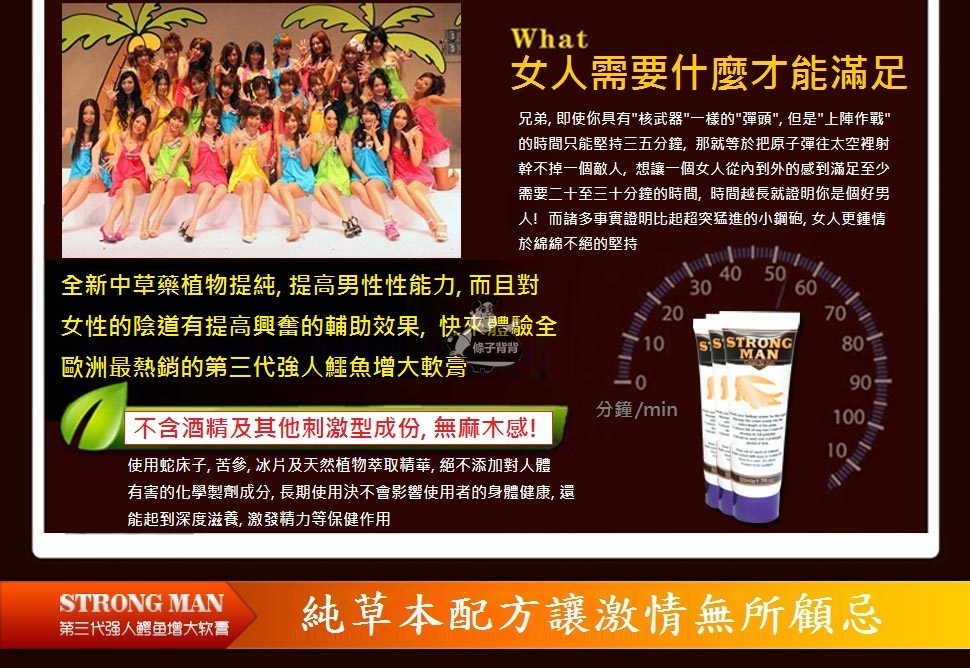 What
女人需要什麼才能滿足
兄弟, 即使你具有"核武器"一樣的"彈頭", 但是"上陣作戰"
的時間只能堅持三五分鐘, 那就等於把原子彈往太空裡射
幹不掉一個敵人, 想讓一個女人從內到外的感到滿足至少
需要二十至三十分鐘的時間, 時間越長就證明你是個好男
人! 而諸多事實證明比起超突猛進的小鋼砲, 女人更鍾情
於綿綿不絕的堅持
全新中草藥植物提純, 提高男性性能力, 而且對
女性的陰道有提高興奮的輔助效果, 快來體驗全
歐洲最熱銷的第三代強人鱷魚增大軟膏
條子背背
不含酒精及其他刺激型成份, 無麻木感!
使用蛇床子, 苦參, 冰片及天然植物萃取精華, 絕不添加對人體
有害的化學製劑成分, 長期使用決不會影響使用者的身體健康, 還
能起到深度滋養, 激發精力等保健作用
0
10
20
30
40
50
60
70
80
90
100
10
分鐘/min
STRONG
MAN
STRONG MAN
第三代强人鳄鱼增大软膏
純草本配方讓激情無所顧忌